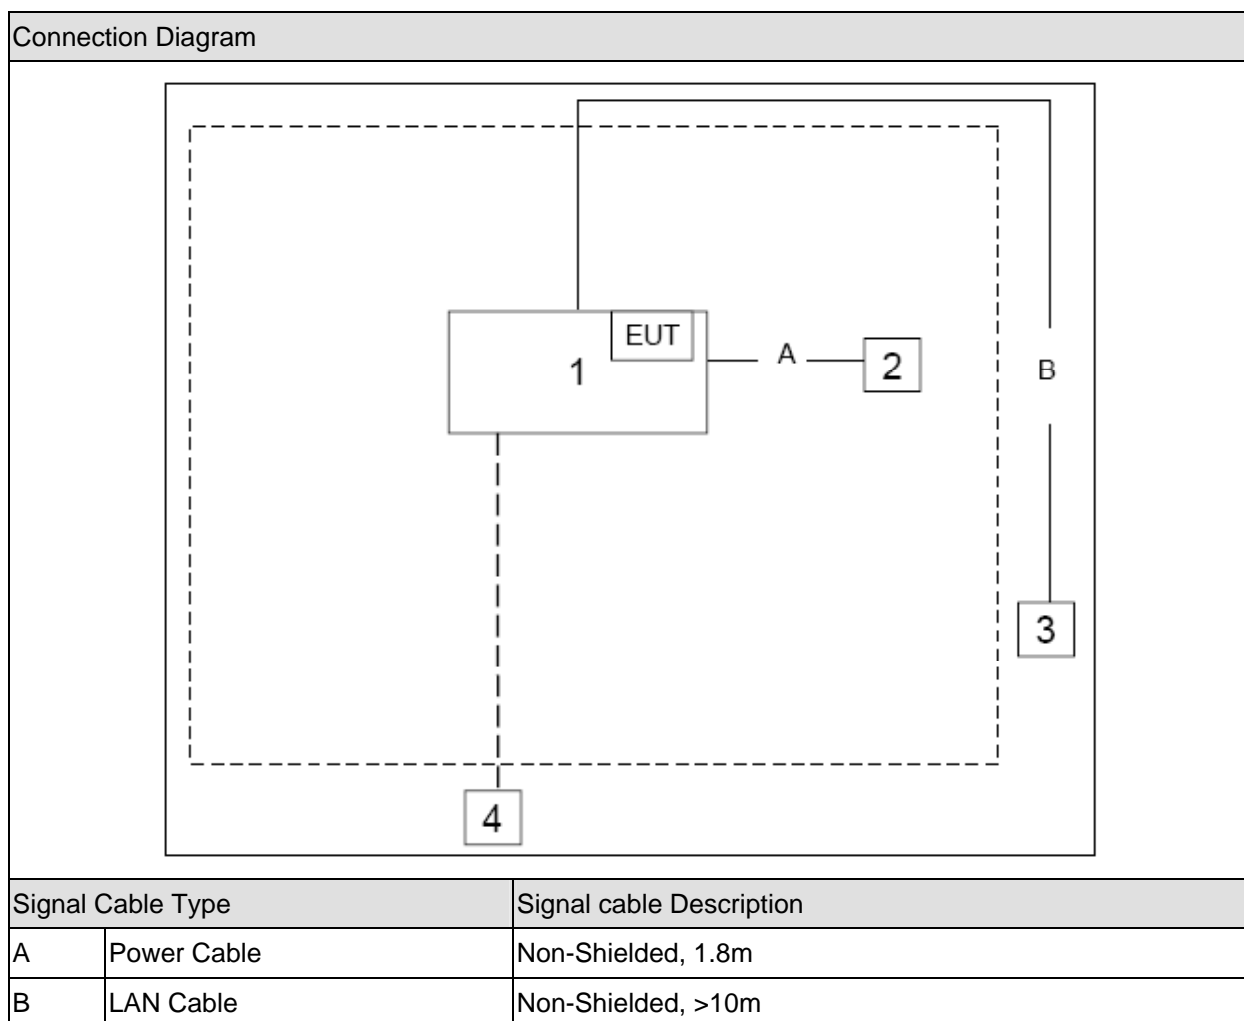 Connection Diagram
EUT
1
A
2
B
3
4
Signal Cable Type Signal cable Description
A Power Cable Non-Shielded, 1.8m
B LAN Cable Non-Shielded, >10m